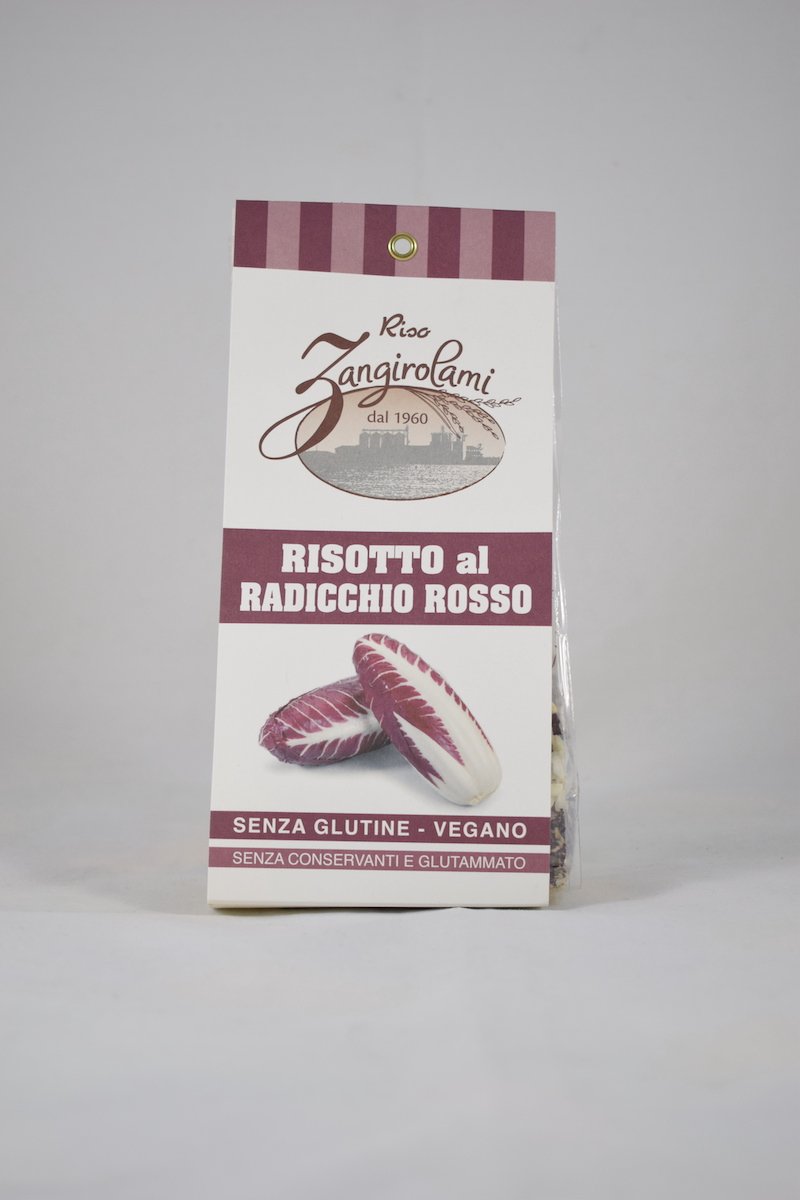 Riso
Zangirolami
dal 1960
RISOTTO al
RADICCHIO ROSSO
SENZA GLUTINE - VEGANO
SENZA CONSERVANTI E GLUTAMMATO